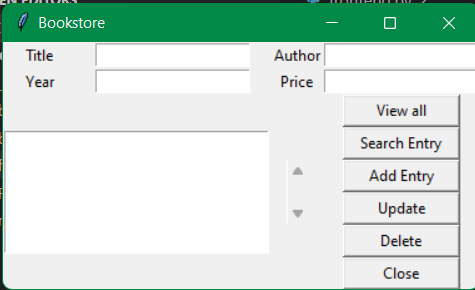 Bookstore
Title
Author
Year
Price
View all
Search Entry
Add Entry
Update
Delete
Close